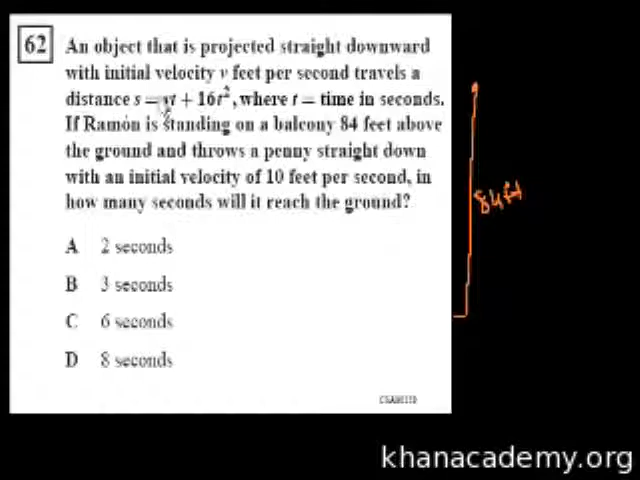 62
An object that is projected straight downward
with initial velocity v feet per second travels a
distance s = vt + 16t², where t = time in seconds.
If Ramón is standing on a balcony 84 feet above
the ground and throws a penny straight down
with an initial velocity of 10 feet per second, in
how many seconds will it reach the ground?
A 2 seconds
B 3 seconds
C 6 seconds
D 8 seconds
84 ft
khanacademy.org